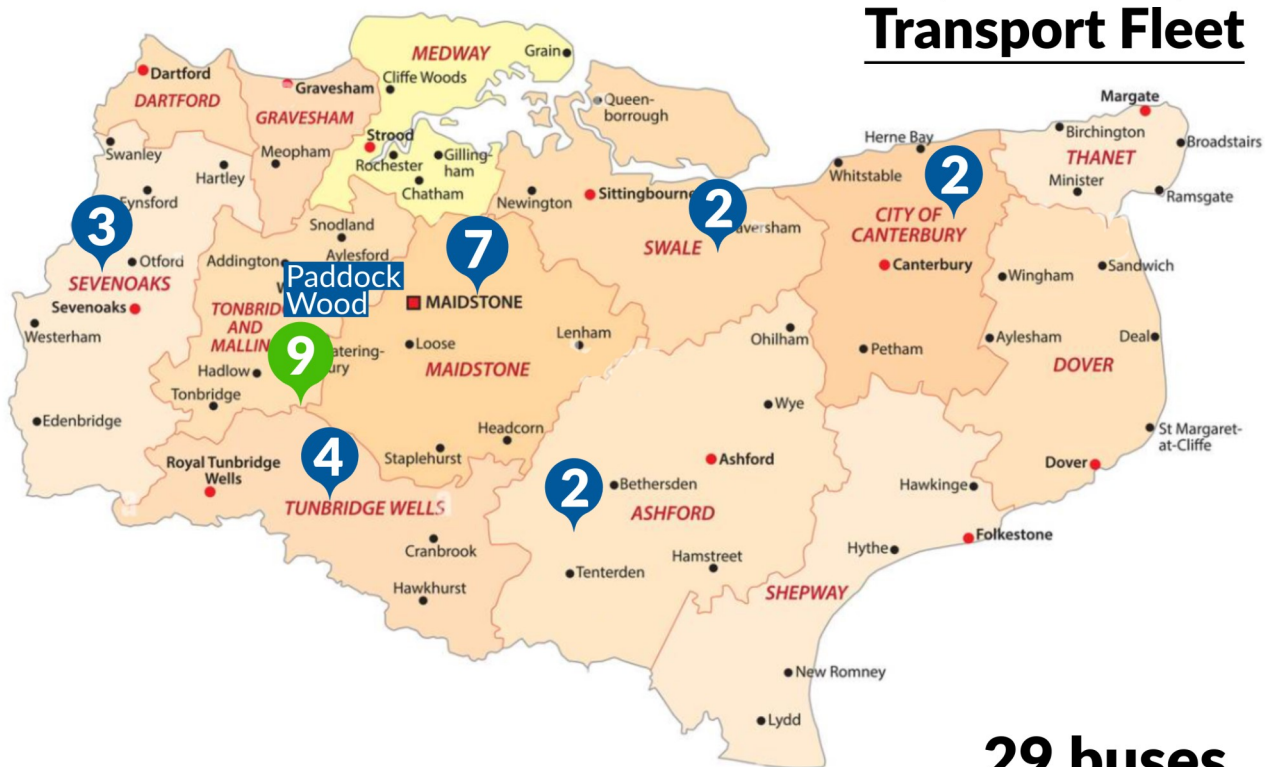 Transport Fleet
MEDWAY
Grain
Cliffe Woods
Dartford
DARTFORD
Gravesham
GRAVESHAM
Queen-
borough
Margate
Birchington
Broadstairs
THANET
Minister
Ramsgate
Herne Bay
Whitstable
2
CITY OF
CANTERBURY
Canterbury
Petham
Strood
Rochester
Gilling-
ham
Chatham
Swanley
Hartley
Meopham
Eynsford
3
Otford
SEVENOAKS
Sevenoaks
Westerham
Edenbridge
Newington
Sittingbourne
2
aversham
SWALE
Snodland
Addington
Aylesford
Paddock
Wood
TONBRID
AND
MALLIN
9
atering-
ury
Hadlow
Tonbridge
7
MAIDSTONE
Loose
Lenham
MAIDSTONE
Headcorn
Staplehurst
Wingham
Sandwich
Aylesham
Deal
DOVER
St Margaret-
at-Cliffe
Dover
Ohilham
Wye
Ashford
2
Bethersden
ASHFORD
Hamstreet
Tenterden
Royal Tunbridge
Wells
4
TUNBRIDGE WELLS
Cranbrook
Hawkhurst
Hawkinge
Folkestone
Hythe
SHEPWAY
New Romney
Lydd
29 buses